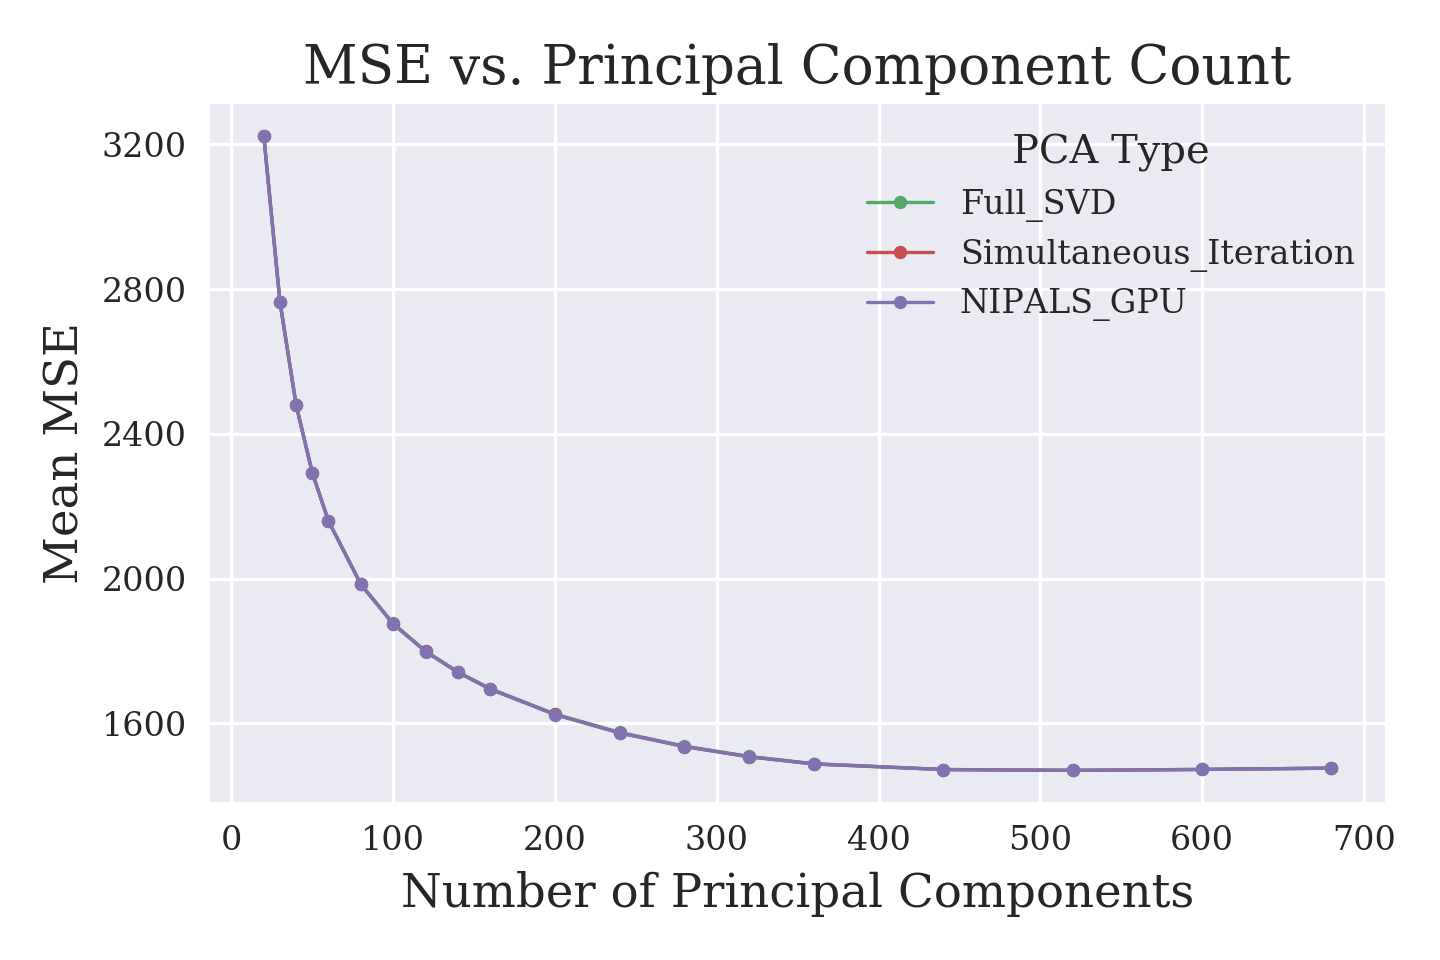 MSE vs. Principal Component Count
3200
2800
2400
2000
1600
Mean MSE
PCA Type
Full_SVD
Simultaneous_Iteration
NIPALS_GPU
0 100 200 300 400 500 600 700
Number of Principal Components